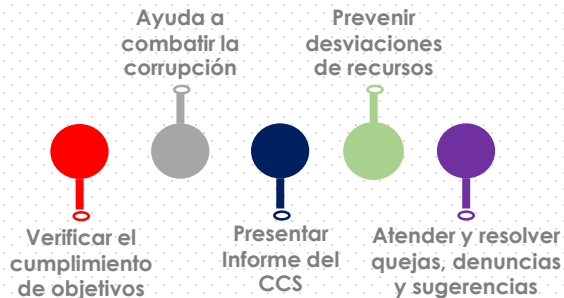 Ayuda a
combatir la
corrupción
Prevenir
desviaciones
de recursos
Verificar el
cumplimiento
de objetivos
Presentar
Informe del
CCS
Atender y resolver
quejas, denuncias
y sugerencias